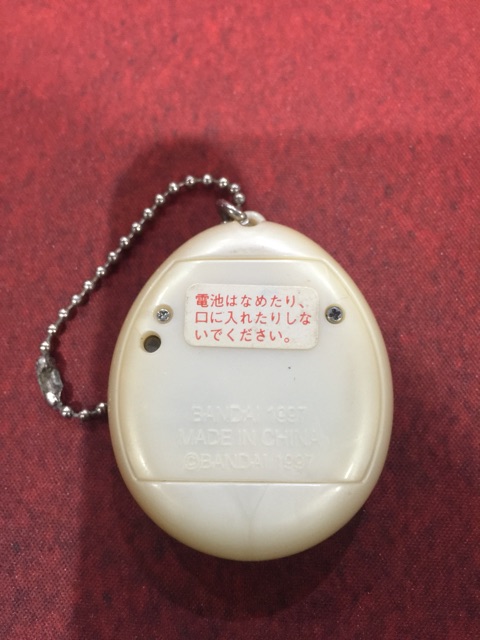 電池はなめたり、
口に入れたりしな
いでください。
BANDAI 1997
MADE IN CHINA
©BANDAI 1997